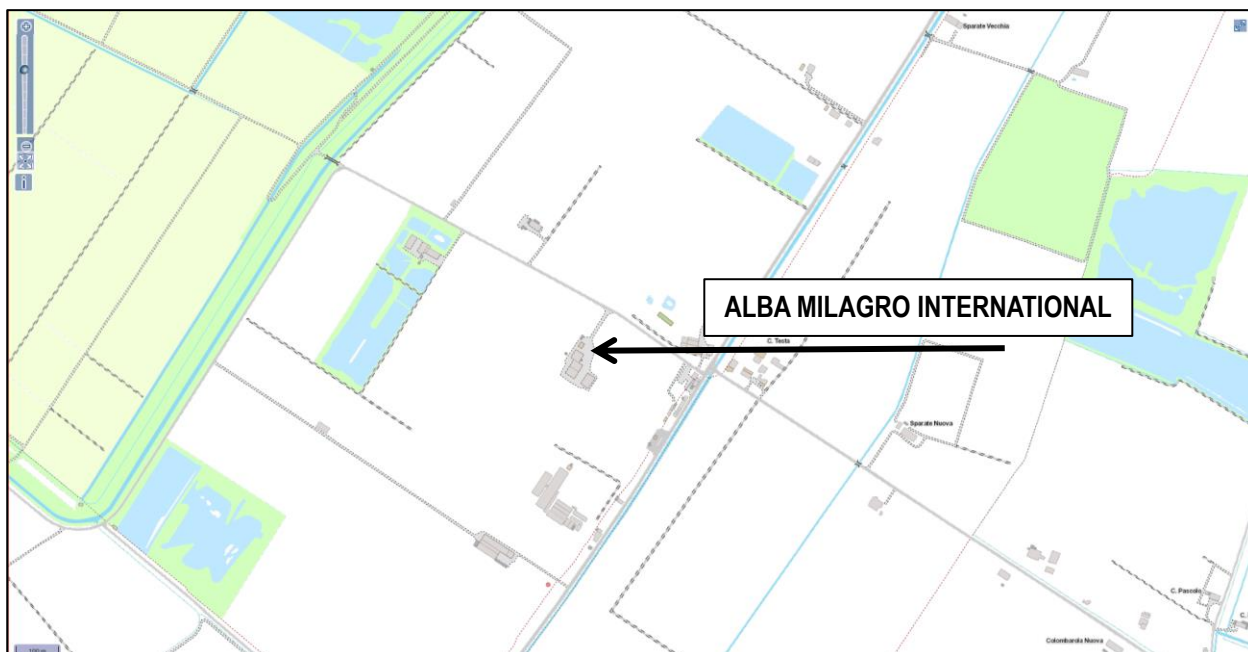 Sparate Vecchia
ALBA MILAGRO INTERNATIONAL
C. Testa
Sparate Nuova
C. Pascolo
Colombarola Nuova